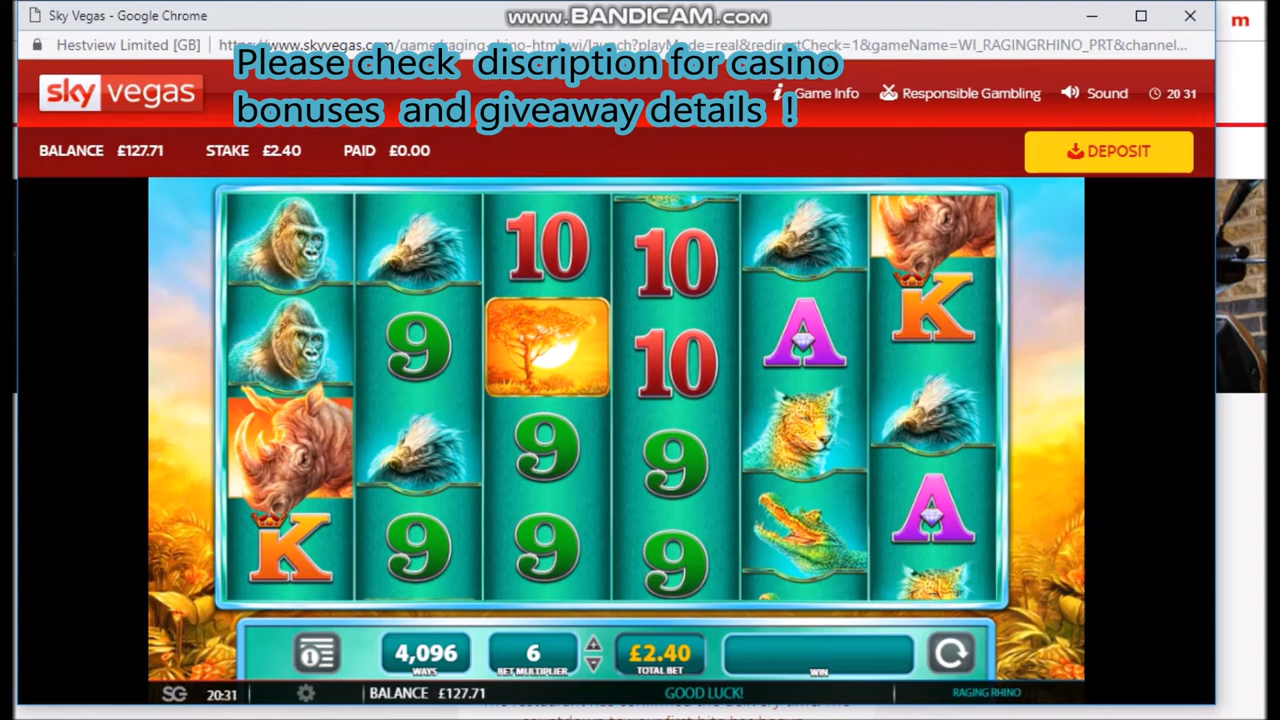 Sky Vegas - Google Chrome
www.BANDICAM.com
m
Hestview Limited [GB]
Please check discription for casino
bonuses and giveaway details !
sky vegas
Game Info
Responsible Gambling
Sound
20 31
BALANCE £127.71
STAKE £2.40
PAID £0.00
DEPOSIT
10
10
9
A
K
10
9
9
A
K
9
9
9
4,096
WAYS
6
BET MULTIPLIER
£2.40
TOTAL BET
WIN
SG 20:31
BALANCE £127.71
GOOD LUCK!
RAGING RHINO